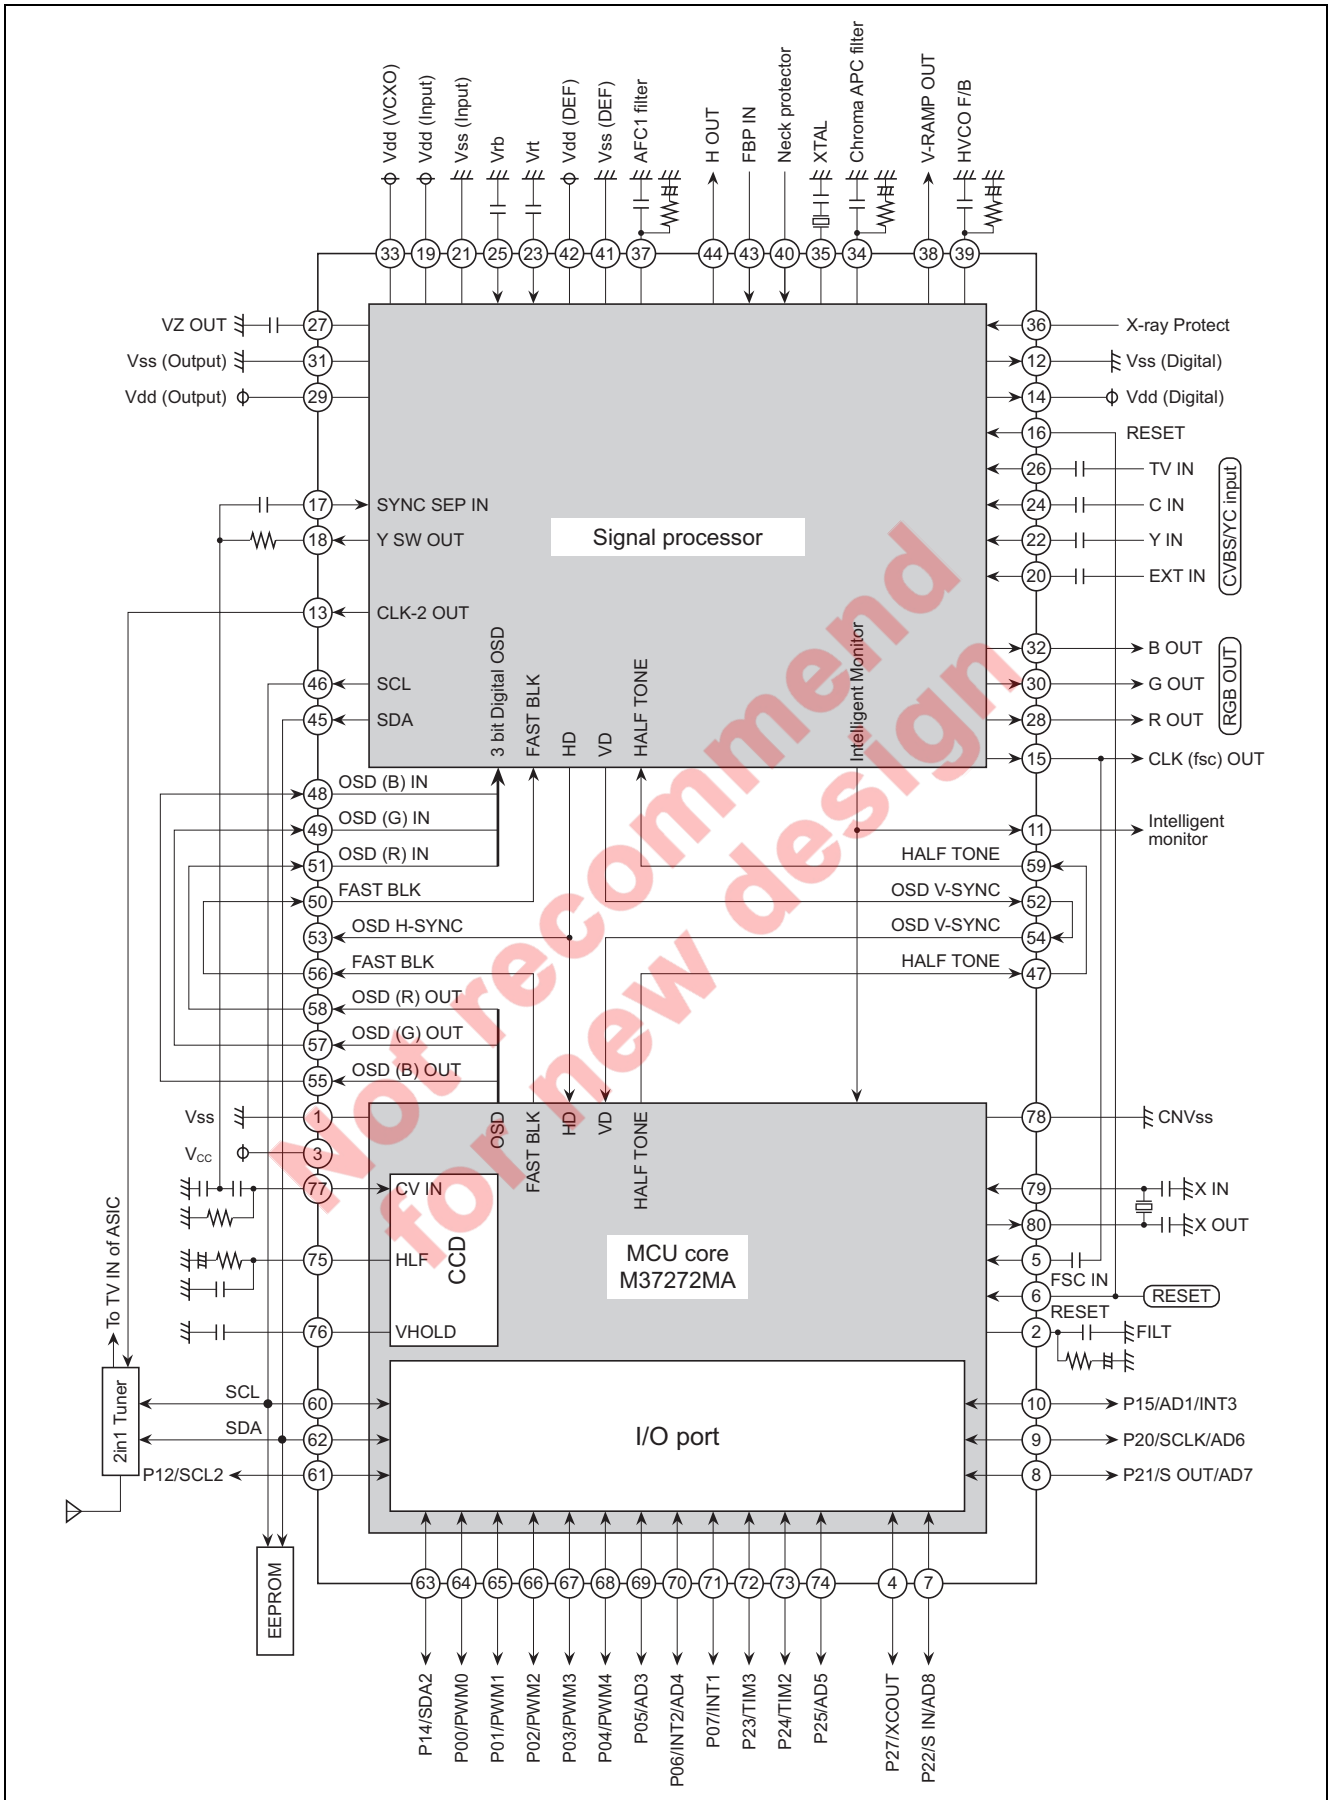 Vdd (VCXO)
Vdd (Input)
Vss (Input)
Vrb
Vrt
Vdd (DEF)
Vss (DEF)
AFC1 filter
H OUT
FBP IN
Neck protector
XTAL
Chroma APC filter
V-RAMP OUT
HVCO F/B
33 19 21 25 23 42 41 37 44 43 40 35 34 38 39
VZ OUT 27
Vss (Output) 31
Vdd (Output) 29
36 X-ray Protect
12 Vss (Digital)
14 Vdd (Digital)
16 RESET
26 TV IN
24 C IN
22 Y IN
20 EXT IN
CVBS/YC input
17 SYNC SEP IN
18 Y SW OUT
Signal processor
13 CLK-2 OUT
46 SCL
45 SDA
3 bit Digital OSD
FAST BLK
HD
VD
HALF TONE
Intelligent Monitor
32 B OUT
30 G OUT
28 R OUT
RGB OUT
15 CLK (fsc) OUT
11 Intelligent
monitor
48 OSD (B) IN
49 OSD (G) IN
51 OSD (R) IN
50 FAST BLK
53 OSD H-SYNC
56 FAST BLK
58 OSD (R) OUT
57 OSD (G) OUT
55 OSD (B) OUT
HALF TONE 59
OSD V-SYNC 52
OSD V-SYNC 54
HALF TONE 47
Not recommend
for new design
Vss 1
VCC 3
77 CV IN
75 HLF
76 VHOLD
CCD
OSD
FAST BLK
HD
VD
HALF TONE
MCU core
M37272MA
78 CNVss
79 X IN
80 X OUT
5
FSC IN
6 RESET
RESET
2 FILT
To TV IN of ASIC
2in1 Tuner
SCL 60
SDA 62
P12/SCL2 61
I/O port
10 P15/AD1/INT3
9 P20/SCLK/AD6
8 P21/S OUT/AD7
EEPROM
63 64 65 66 67 68 69 70 71 72 73 74 4 7
P14/SDA2
P00/PWM0
P01/PWM1
P02/PWM2
P03/PWM3
P04/PWM4
P05/AD3
P06/INT2/AD4
P07/INT1
P23/TIM3
P24/TIM2
P25/AD5
P27/XCOUT
P22/S IN/AD8